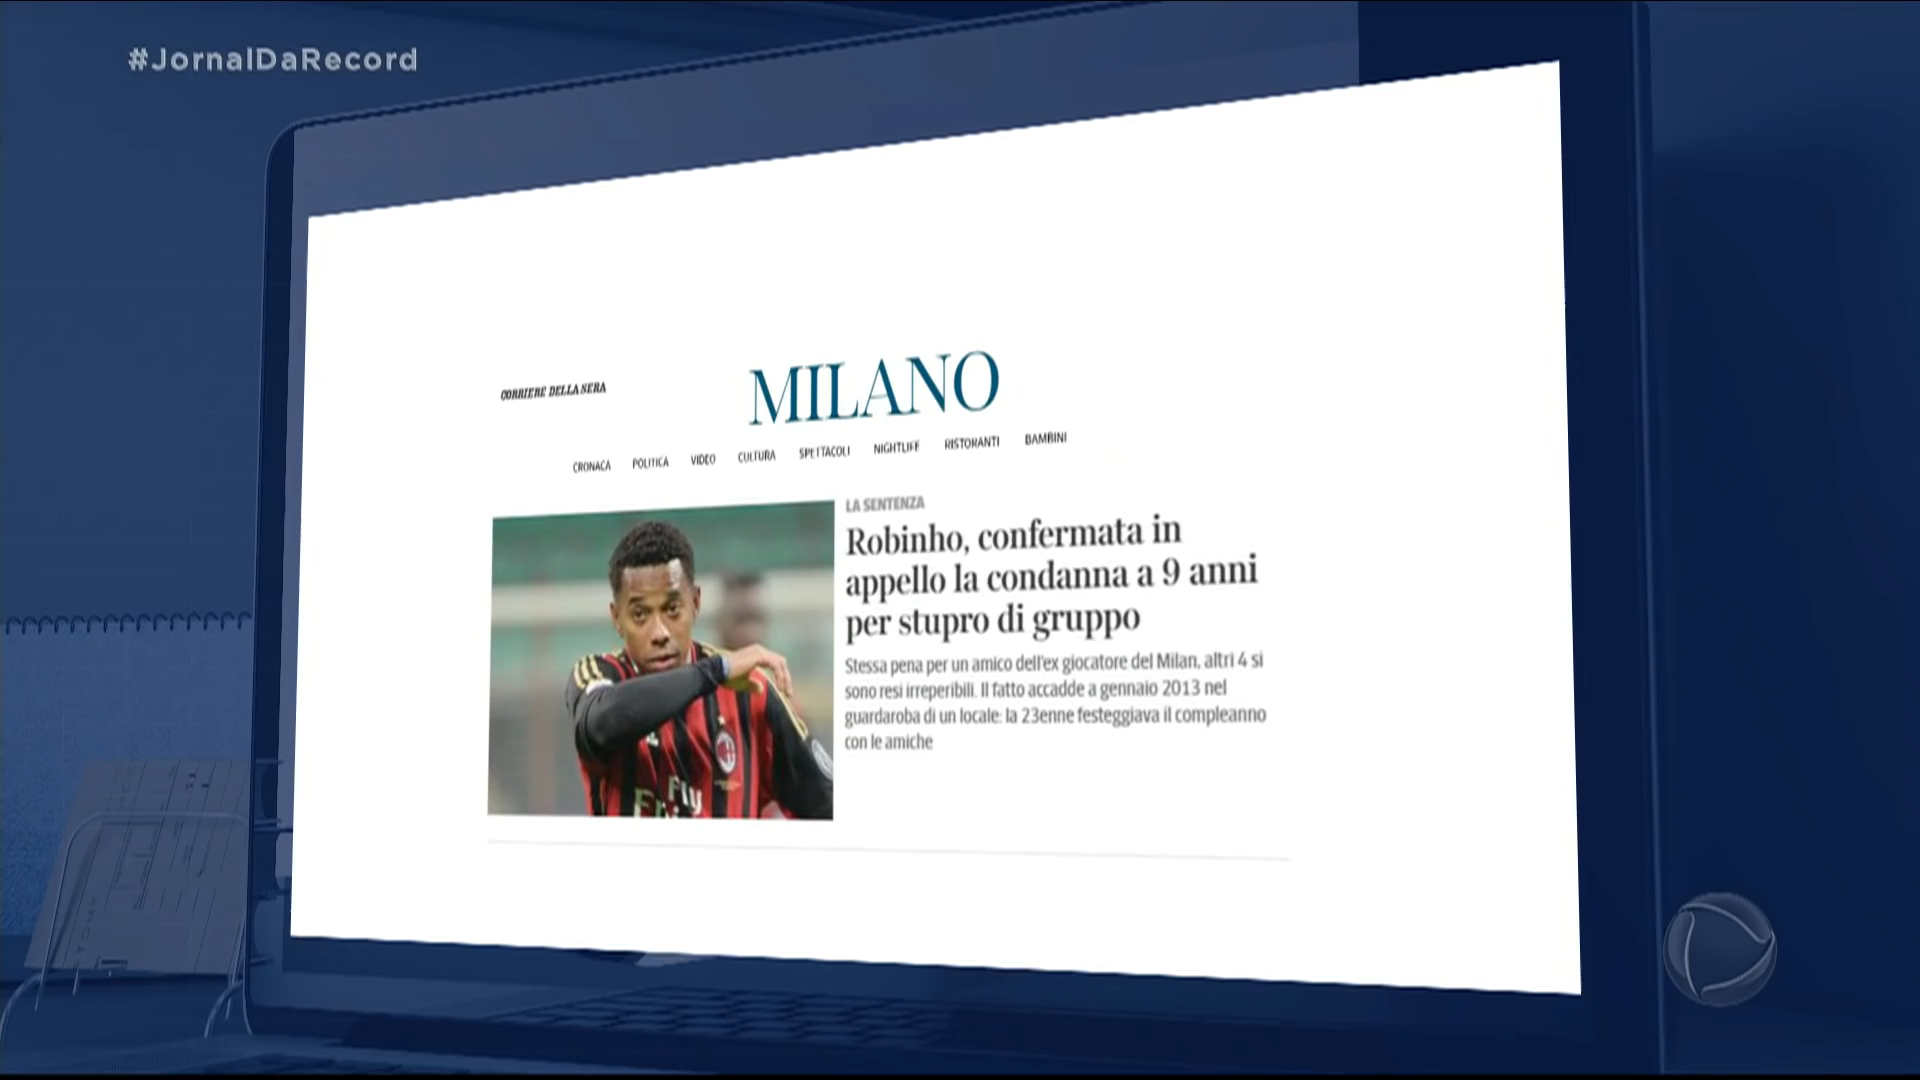 #JornalDaRecord
CORRIERE DELLA SERA
MILANO
CRONACA POLITICA VIDEO CULTURA SPETTACOLI NIGHTLIFE RISTORANTI BAMBINI
LA SENTENZA
Robinho, confermata in
appello la condanna a 9 anni
per stupro di gruppo
Stessa pena per un amico dell'ex giocatore del Milan, altri 4 si
sono resi irreperibili. Il fatto accadde a gennaio 2013 nel
guardaroba di un locale: la 23enne festeggiava il compleanno
con le amiche
Fly